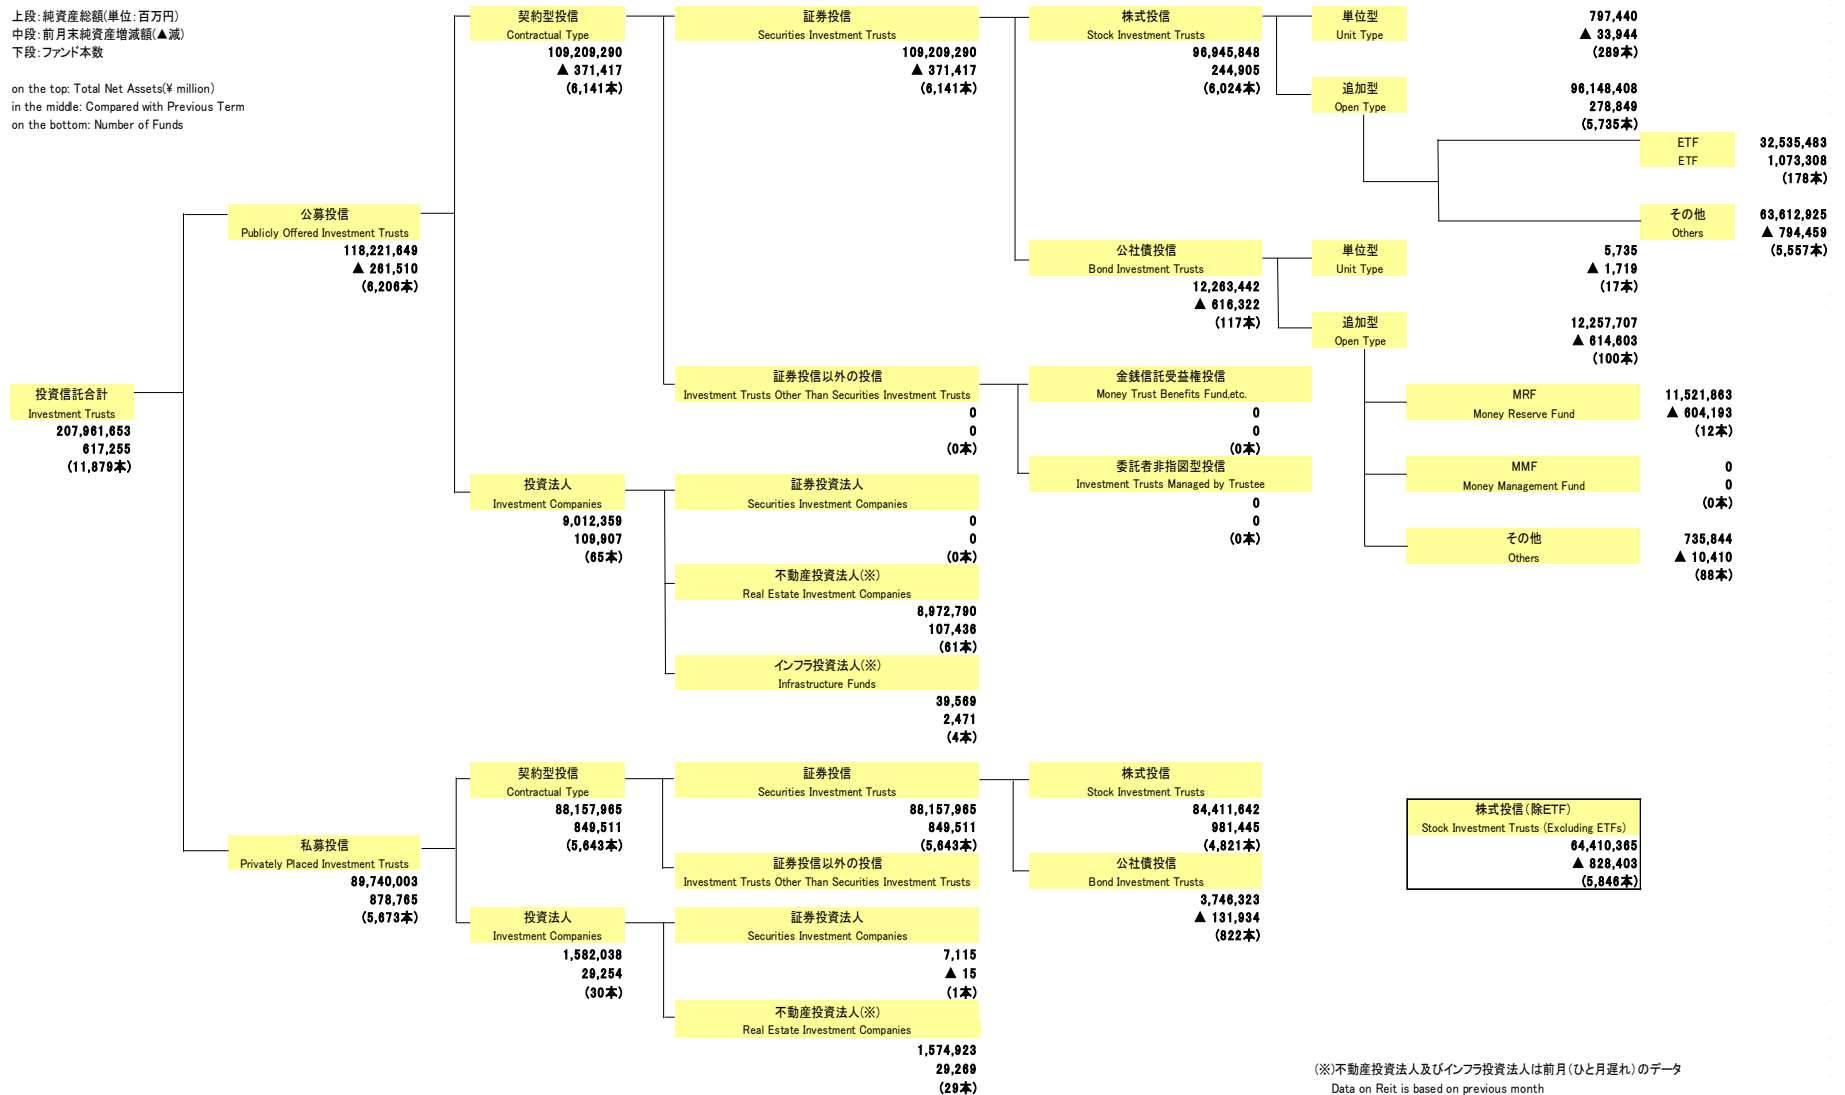 上段:純資産総額(単位:百万円)
中段:前月末純資産増減額(▲減)
下段:ファンド本数
on the top: Total Net Assets(¥ million)
in the middle: Compared with Previous Term
on the bottom: Number of Funds
投資信託合計
Investment Trusts
207,961,653
617,255
(11,879本)
公募投信
Publicly Offered Investment Trusts
118,221,649
▲ 261,510
(6,206本)
契約型投信
Contractual Type
109,209,290
▲ 371,417
(6,141本)
証券投信
Securities Investment Trusts
109,209,290
▲ 371,417
(6,141本)
株式投信
Stock Investment Trusts
96,945,848
244,905
(6,024本)
単位型
Unit Type
797,440
▲ 33,944
(289本)
追加型
Open Type
96,148,408
278,849
(5,735本)
ETF
ETF
32,535,483
1,073,308
(178本)
その他
Others
63,612,925
▲ 794,459
(5,557本)
公社債投信
Bond Investment Trusts
12,263,442
▲ 616,322
(117本)
単位型
Unit Type
5,735
▲ 1,719
(17本)
追加型
Open Type
12,257,707
▲ 614,603
(100本)
MRF
Money Reserve Fund
11,521,863
▲ 604,193
(12本)
MMF
Money Management Fund
0
0
(0本)
その他
Others
735,844
▲ 10,410
(88本)
証券投信以外の投信
Investment Trusts Other Than Securities Investment Trusts
0
0
(0本)
金銭信託受益権投信
Money Trust Benefits Fund,etc.
0
0
(0本)
委託者非指図型投信
Investment Trusts Managed by Trustee
0
0
(0本)
投資法人
Investment Companies
9,012,359
109,907
(65本)
証券投資法人
Securities Investment Companies
0
0
(0本)
不動産投資法人(※)
Real Estate Investment Companies
8,972,790
107,436
(61本)
インフラ投資法人(※)
Infrastructure Funds
39,569
2,471
(4本)
私募投信
Privately Placed Investment Trusts
89,740,003
878,765
(5,673本)
契約型投信
Contractual Type
88,157,965
849,511
(5,643本)
証券投信
Securities Investment Trusts
88,157,965
849,511
(5,643本)
株式投信
Stock Investment Trusts
84,411,642
981,445
(4,821本)
公社債投信
Bond Investment Trusts
3,746,323
▲ 131,934
(822本)
証券投信以外の投信
Investment Trusts Other Than Securities Investment Trusts
投資法人
Investment Companies
1,582,038
29,254
(30本)
証券投資法人
Securities Investment Companies
7,115
▲ 15
(1本)
不動産投資法人(※)
Real Estate Investment Companies
1,574,923
29,269
(29本)
株式投信(除ETF)
Stock Investment Trusts (Excluding ETFs)
64,410,365
▲ 828,403
(5,846本)
(※)不動産投資法人及びインフラ投資法人は前月(ひと月遅れ)のデータ
Data on Reit is based on previous month